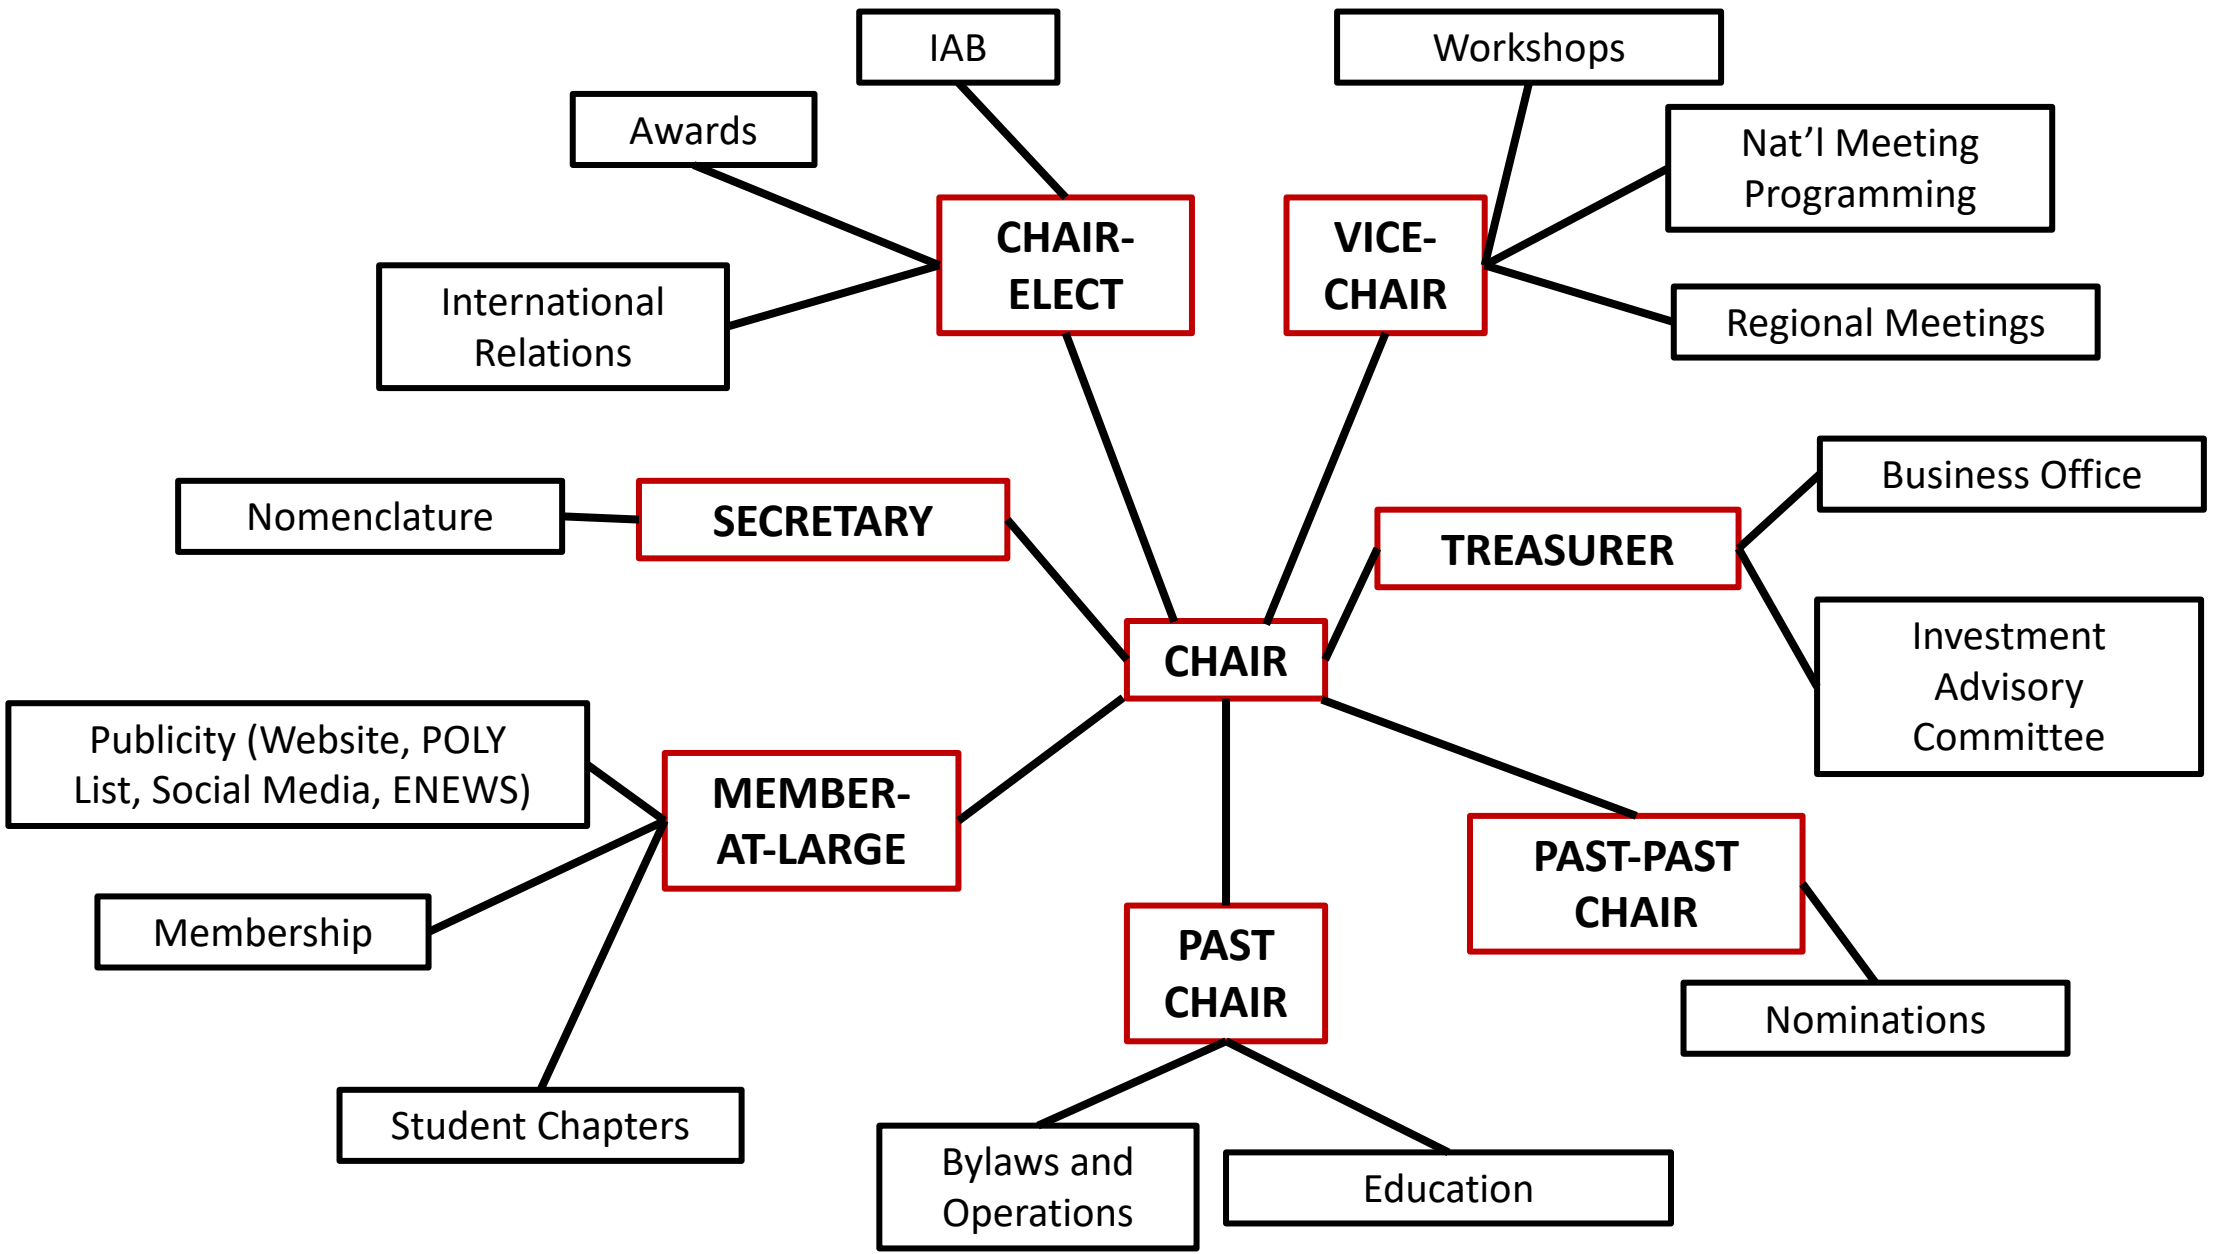 IAB
Workshops
Awards
Nat’l Meeting
Programming
CHAIR-
ELECT
VICE-
CHAIR
International
Relations
Regional Meetings
Business Office
Nomenclature
SECRETARY
TREASURER
Investment
Advisory
Committee
CHAIR
Publicity (Website, POLY
List, Social Media, ENEWS)
MEMBER-
AT-LARGE
PAST-PAST
CHAIR
Membership
PAST
CHAIR
Nominations
Student Chapters
Bylaws and
Operations
Education